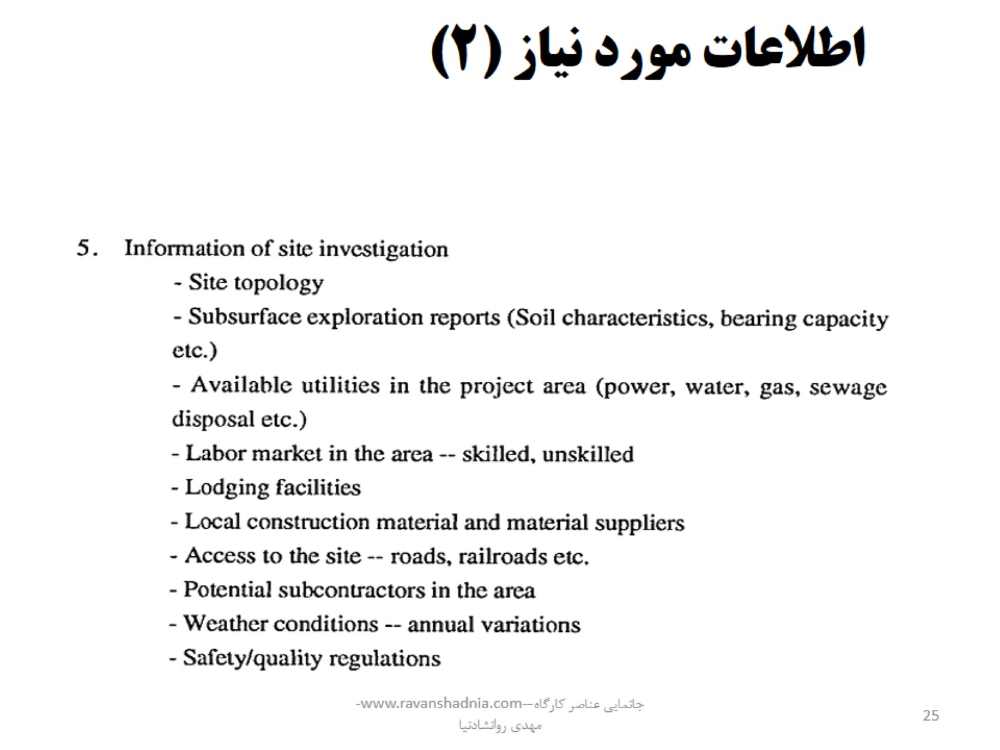 اطلاعات مورد نیاز (۲)
5. Information of site investigation
- Site topology
- Subsurface exploration reports (Soil characteristics, bearing capacity
etc.)
- Available utilities in the project area (power, water, gas, sewage
disposal etc.)
- Labor market in the area -- skilled, unskilled
- Lodging facilities
- Local construction material and material suppliers
- Access to the site -- roads, railroads etc.
- Potential subcontractors in the area
- Weather conditions -- annual variations
- Safety/quality regulations
جانمایی عناصر کارگاه--www.ravanshadnia.com-
مهدی روانشادنیا
25